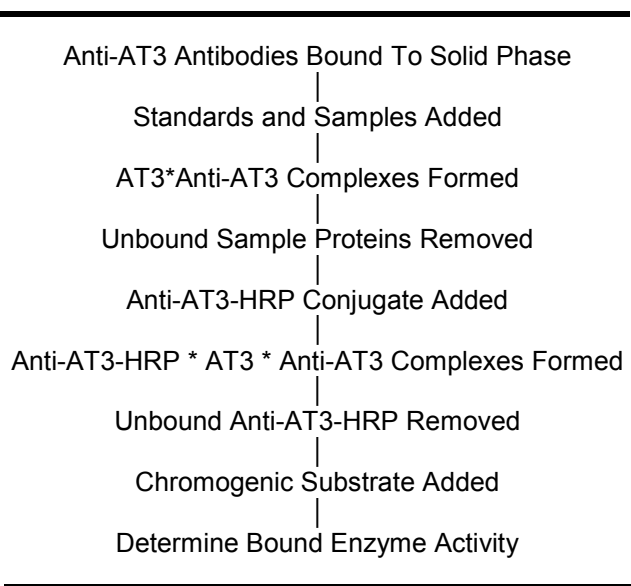 Anti-AT3 Antibodies Bound To Solid Phase
Standards and Samples Added
AT3*Anti-AT3 Complexes Formed
Unbound Sample Proteins Removed
Anti-AT3-HRP Conjugate Added
Anti-AT3-HRP * AT3 * Anti-AT3 Complexes Formed
Unbound Anti-AT3-HRP Removed
Chromogenic Substrate Added
Determine Bound Enzyme Activity